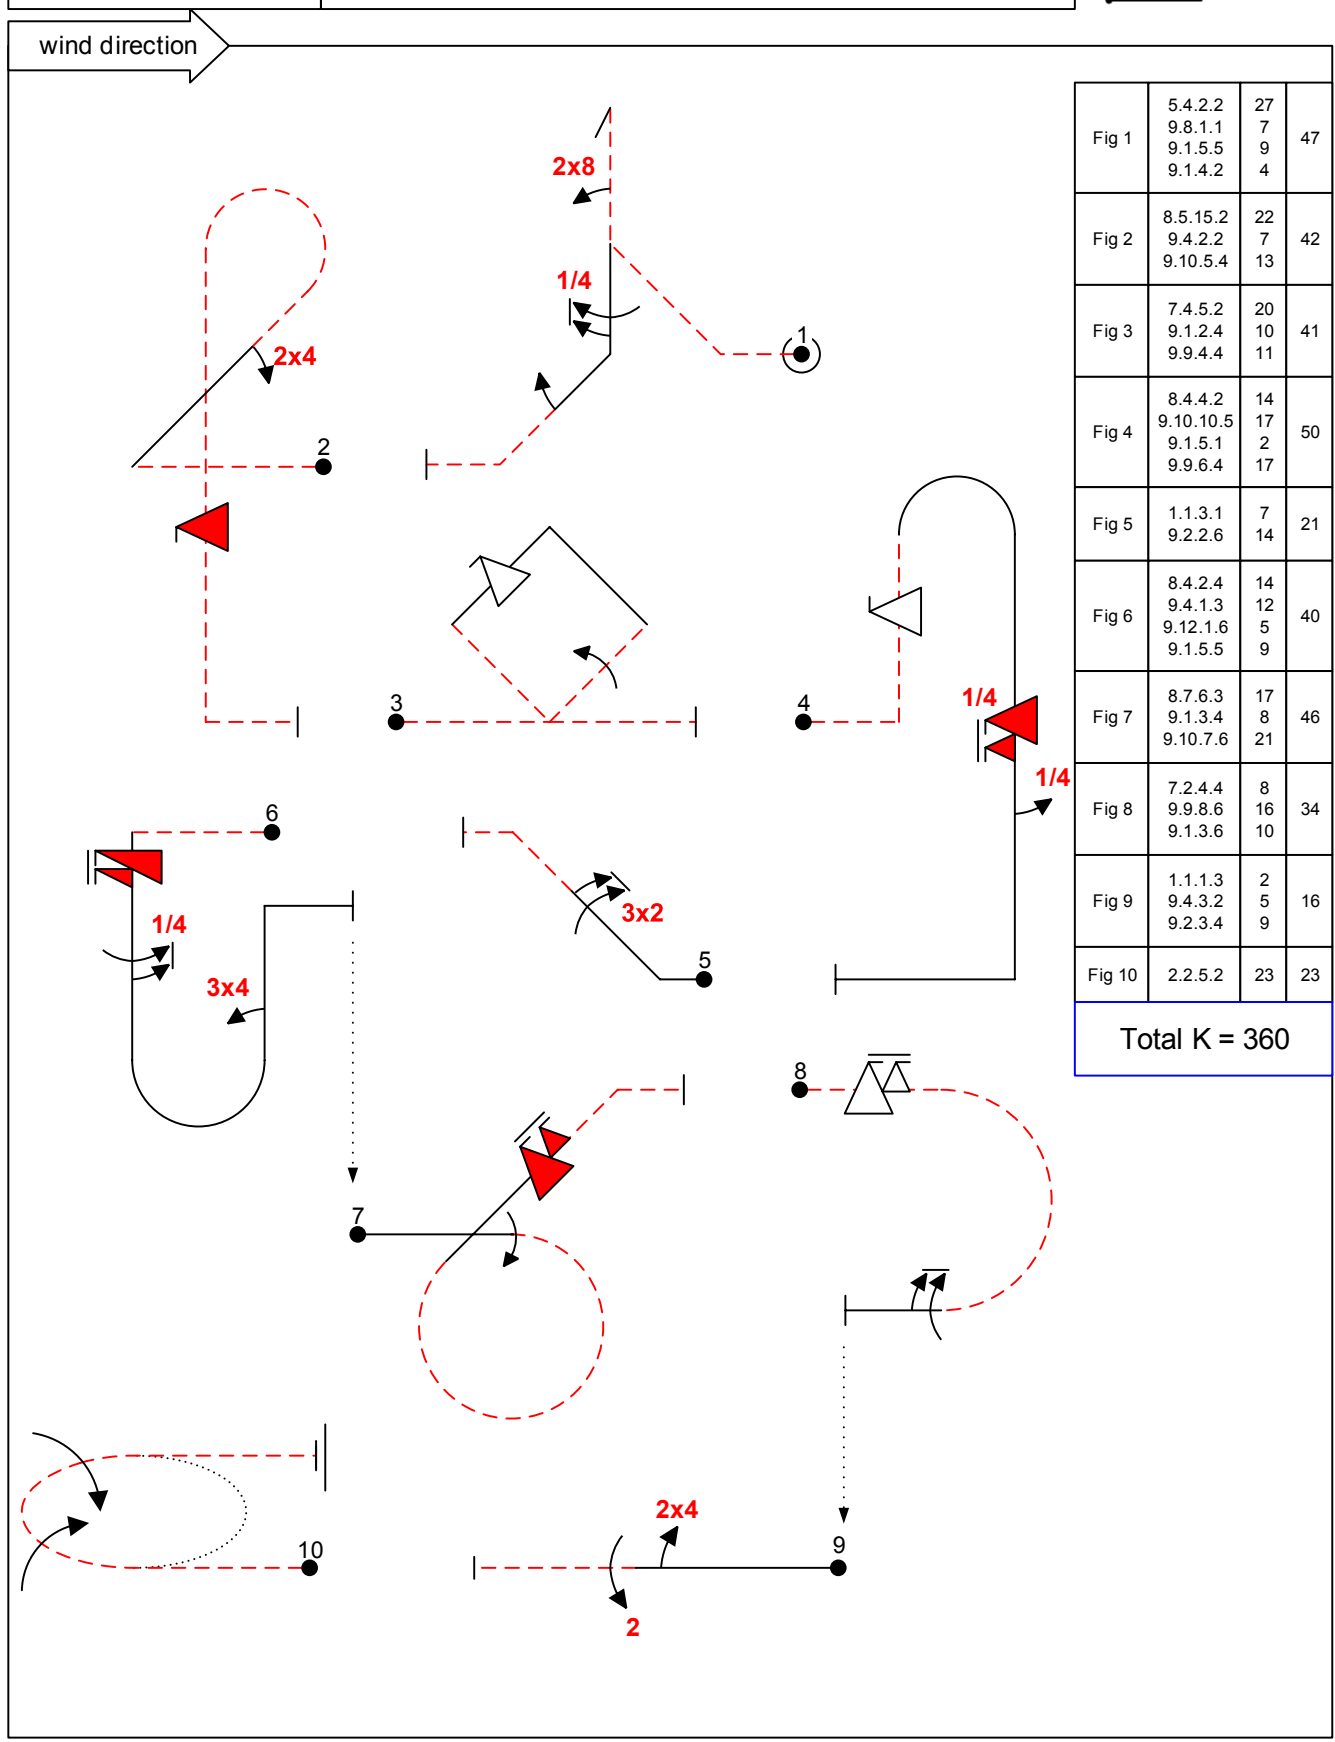 wind direction
2x8
1/4
1
2x4
2
3
4
1/4
1/4
6
1/4
3x4
3x2
5
7
8
10
2x4
9
2
Fig 1 5.4.2.2 27 47
9.8.1.1 7
9.1.5.5 9
9.1.4.2 4
Fig 2 8.5.15.2 22 42
9.4.2.2 7
9.10.5.4 13
Fig 3 7.4.5.2 20 41
9.1.2.4 10
9.9.4.4 11
Fig 4 8.4.4.2 14 50
9.10.10.5 17
9.1.5.1 2
9.9.6.4 17
Fig 5 1.1.3.1 7 21
9.2.2.6 14
Fig 6 8.4.2.4 14 40
9.4.1.3 12
9.12.1.6 5
9.1.5.5 9
Fig 7 8.7.6.3 17 46
9.1.3.4 8
9.10.7.6 21
Fig 8 7.2.4.4 8 34
9.9.8.6 16
9.1.3.6 10
Fig 9 1.1.1.3 2 16
9.4.3.2 5
9.2.3.4 9
Fig 10 2.2.5.2 23 23
Total K = 360